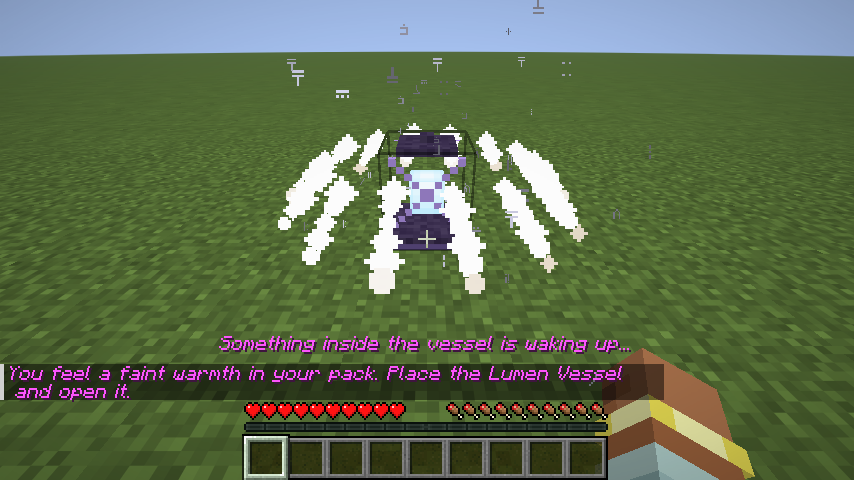 Something inside the vessel is waking up...
You feel a faint warmth in your pack. Place the Lumen Vessel
and open it.